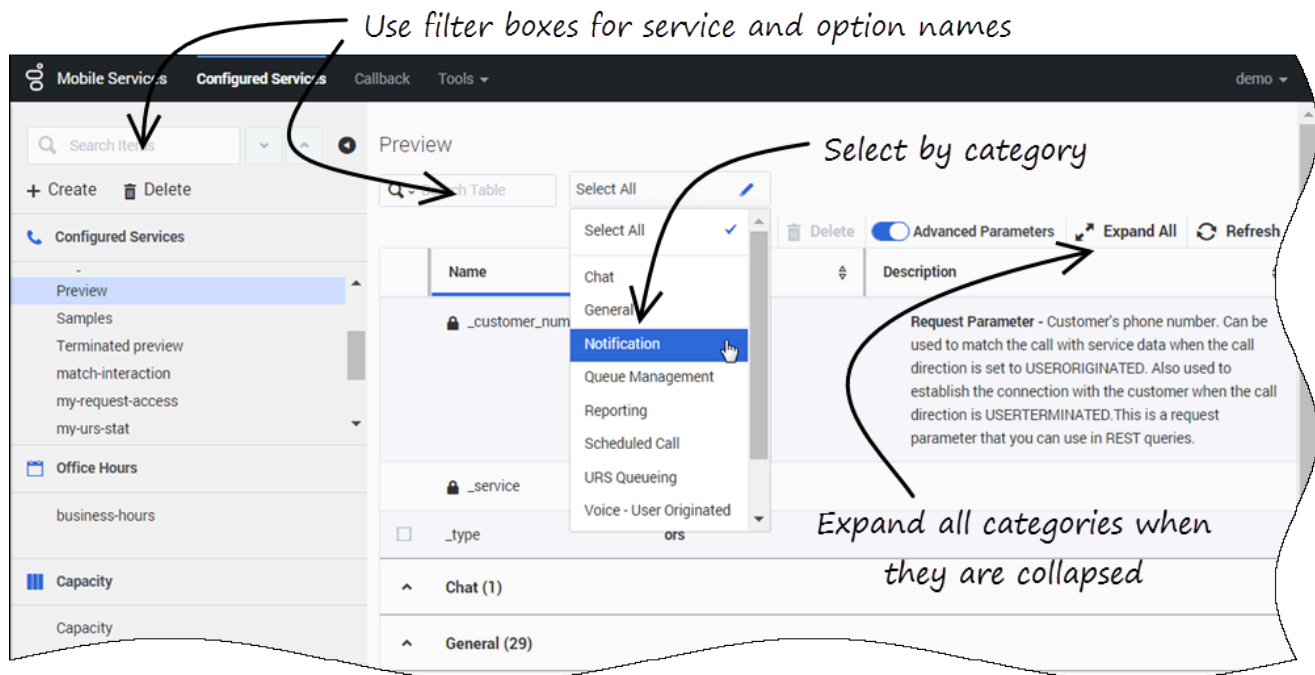 Use filter boxes for service and option names
Mobile Services Configured Services Callback Tools demo
Search Items
Preview
Select by category
+ Create Delete
Search Table Select All
Configured Services
Select All
Delete Advanced Parameters Expand All Refresh
Name Description
Preview
Samples
Terminated preview
match-interaction
my-request-access
my-urs-stat
Chat
General
Notification
Queue Management
Reporting
Scheduled Call
URS Queueing
Voice - User Originated
_customer_num
Request Parameter - Customer's phone number. Can be
used to match the call with service data when the call
direction is set to USERORIGINATED. Also used to
establish the connection with the customer when the call
direction is USERTERMINATED.This is a request
parameter that you can use in REST queries.
Office Hours
business-hours
_service
_type ors
Expand all categories when
they are collapsed
Capacity
Capacity
Chat (1)
General (29)